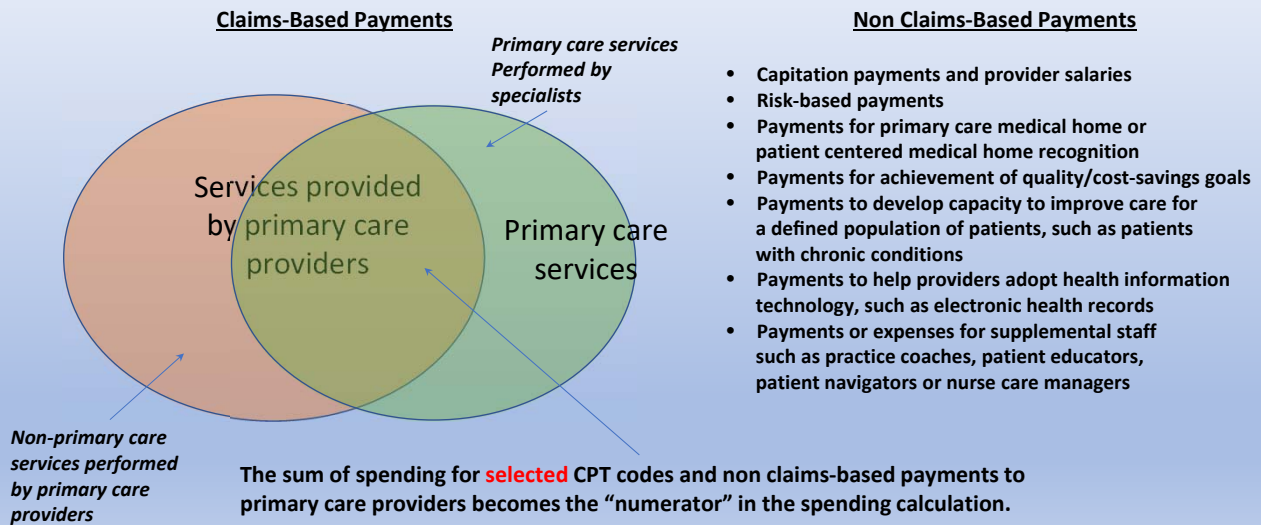 Claims-Based Payments
Primary care services
Performed by
specialists
Services provided
by primary care
providers
Primary care
services
Non-primary care
services performed
by primary care
providers
The sum of spending for selected CPT codes and non claims-based payments to
primary care providers becomes the “numerator” in the spending calculation.
Non Claims-Based Payments
• Capitation payments and provider salaries
• Risk-based payments
• Payments for primary care medical home or
patient centered medical home recognition
• Payments for achievement of quality/cost-savings goals
• Payments to develop capacity to improve care for
a defined population of patients, such as patients
with chronic conditions
• Payments to help providers adopt health information
technology, such as electronic health records
• Payments or expenses for supplemental staff
such as practice coaches, patient educators,
patient navigators or nurse care managers